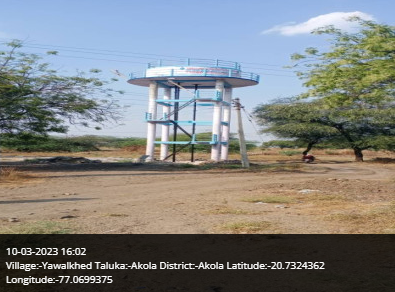 10-03-2023 16:02
Village:-Yawalkhed Taluka:-Akola District:-Akola Latitude:-20.7324362
Longitude:-77.0699375